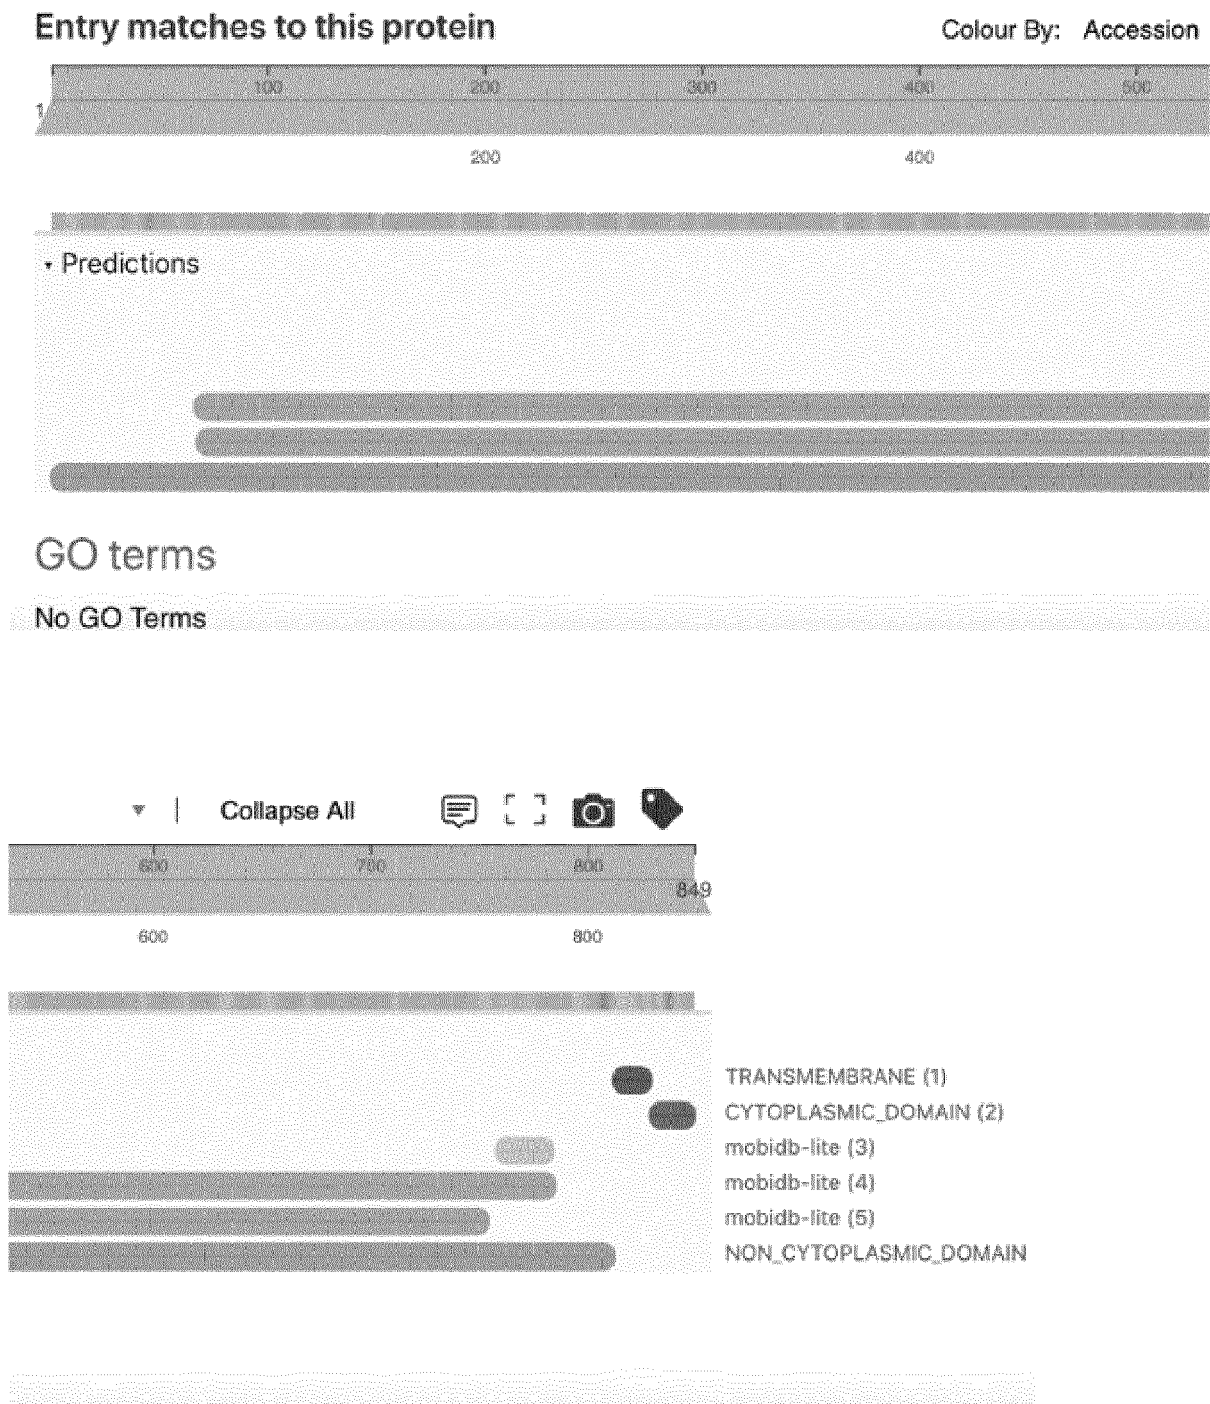 Entry matches to this protein
Colour By: Accession
100 200 300 400 500
1
200 400
▾ Predictions
GO terms
No GO Terms
▾ | Collapse All
600 700 800
849
600 800
TRANSMEMBRANE (1)
CYTOPLASMIC_DOMAIN (2)
mobidb-lite (3)
mobidb-lite (4)
mobidb-lite (5)
NON_CYTOPLASMIC_DOMAIN